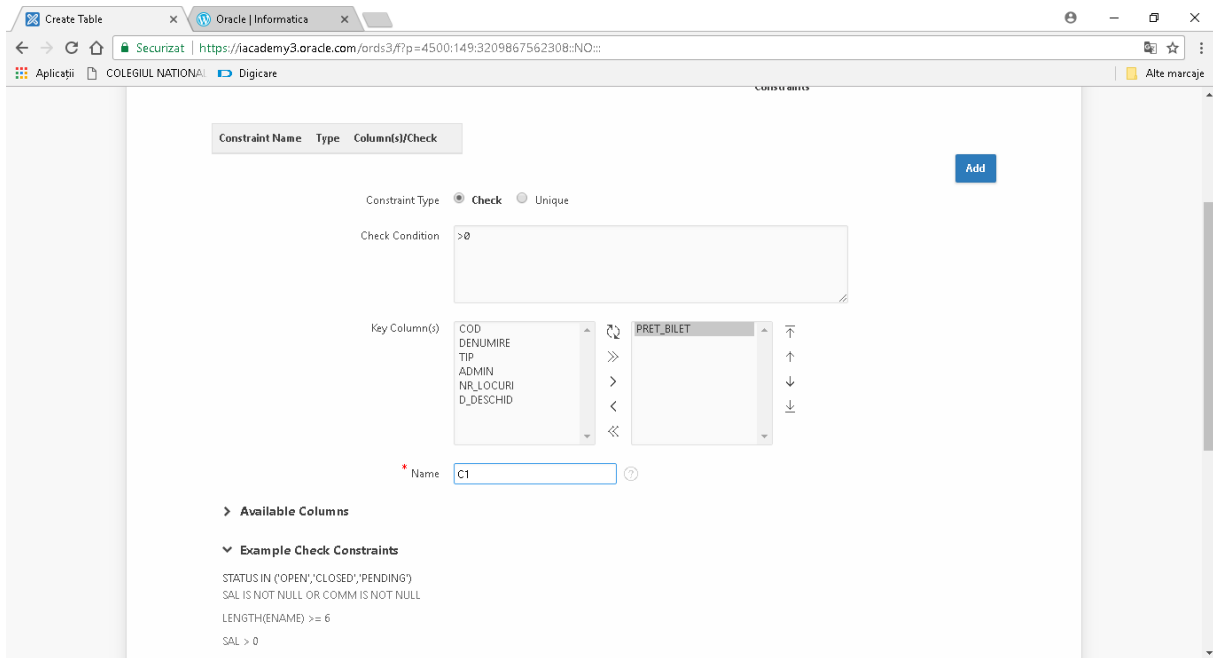 Create Table
Oracle | Informatica
Securizat
https://iacademy3.oracle.com/ords3/f?p=4500:149:3209867562308::NO:::
Aplicații
COLEGIUL NATIONAL
Digicare
Alte marcaje
Constraints
Constraint Name Type Column(s)/Check
Add
Constraint Type Check Unique
Check Condition >0
Key Column(s)
COD
DENUMIRE
TIP
ADMIN
NR_LOCURI
D_DESCHID
PRET_BILET
* Name C1 ?
Available Columns
Example Check Constraints
STATUS IN ('OPEN','CLOSED','PENDING')
SAL IS NOT NULL OR COMM IS NOT NULL
LENGTH(ENAME) >= 6
SAL > 0